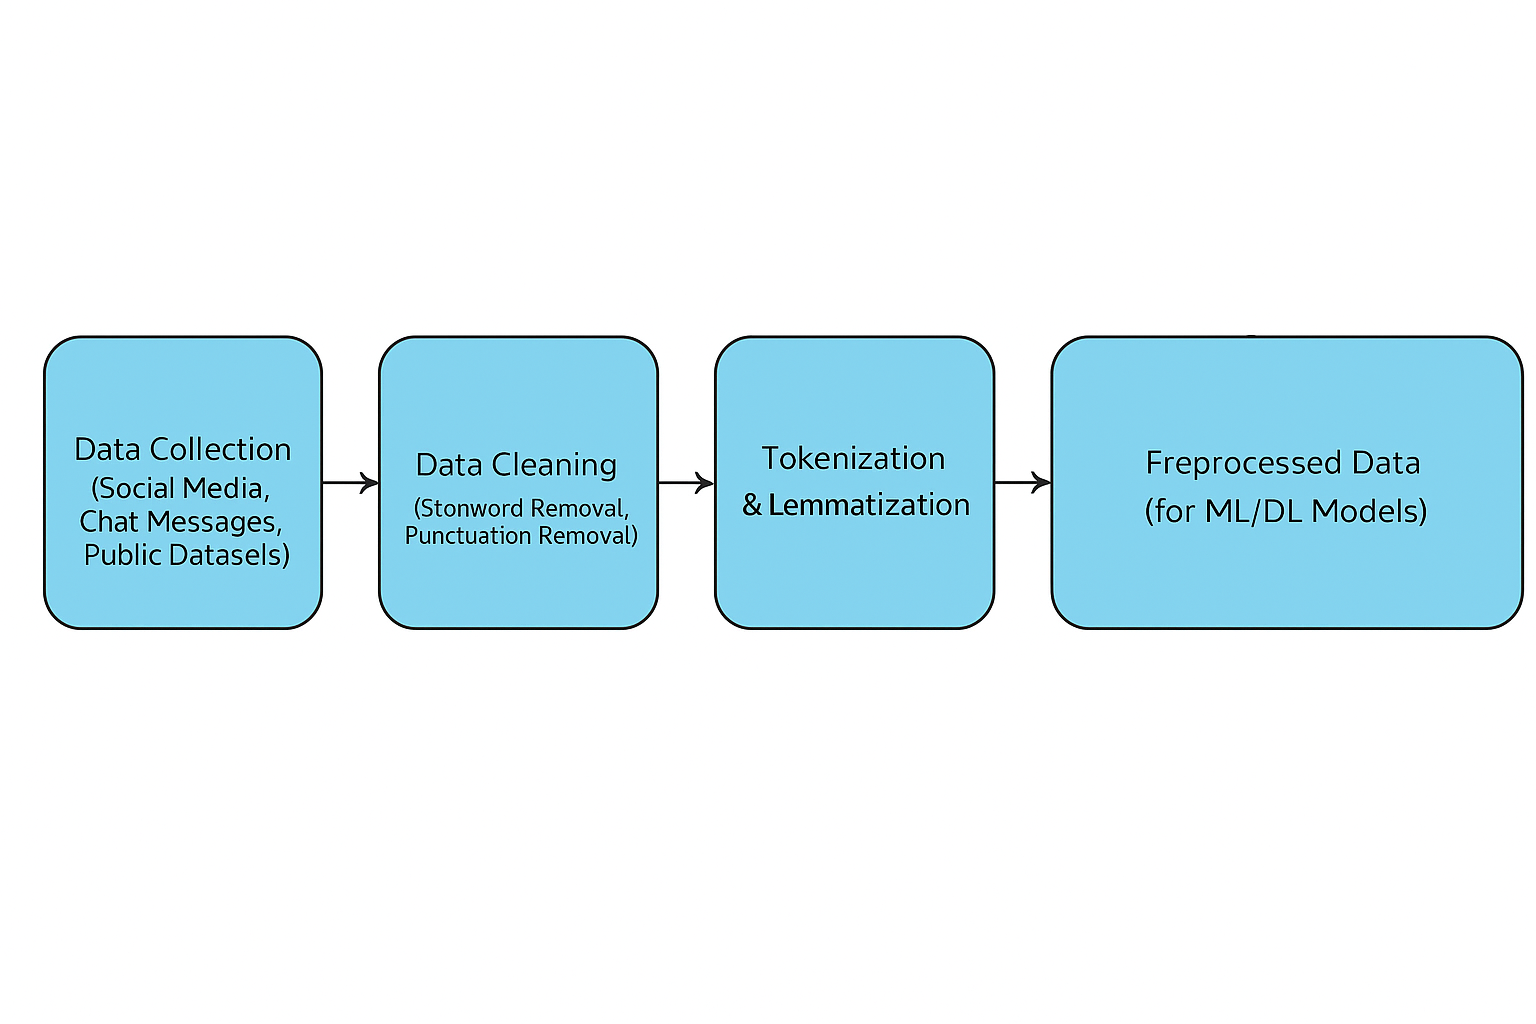 Data Collection
(Social Media,
Chat Messages,
Public Datasels)
Data Cleaning
(Stonword Removal,
Punctuation Removal)
Tokenization
& Lemmatization
Freprocessed Data
(for ML/DL Models)